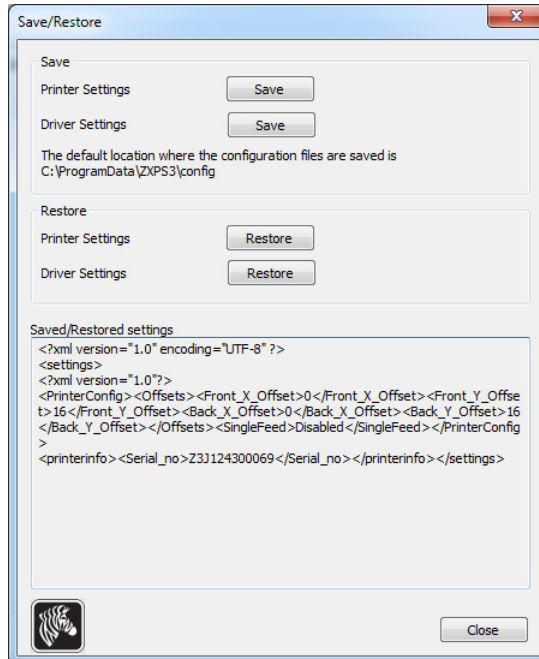 Save/Restore
Save
Printer Settings
Save
Driver Settings
Save
The default location where the configuration files are saved is
C:\ProgramData\ZXPS3\config
Restore
Printer Settings
Restore
Driver Settings
Restore
Saved/Restored settings
<?xml version="1.0" encoding="UTF-8" ?>
<settings>
<?xml version="1.0"?>
<PrinterConfig><Offsets><Front_X_Offset>0</Front_X_Offset><Front_Y_Offse
t>16</Front_Y_Offset><Back_X_Offset>0</Back_X_Offset><Back_Y_Offset>16
</Back_Y_Offset></Offsets><SingleFeed>Disabled</SingleFeed></PrinterConfig
>
<printerinfo><Serial_no>Z3J124300069</Serial_no></printerinfo></settings>
Close